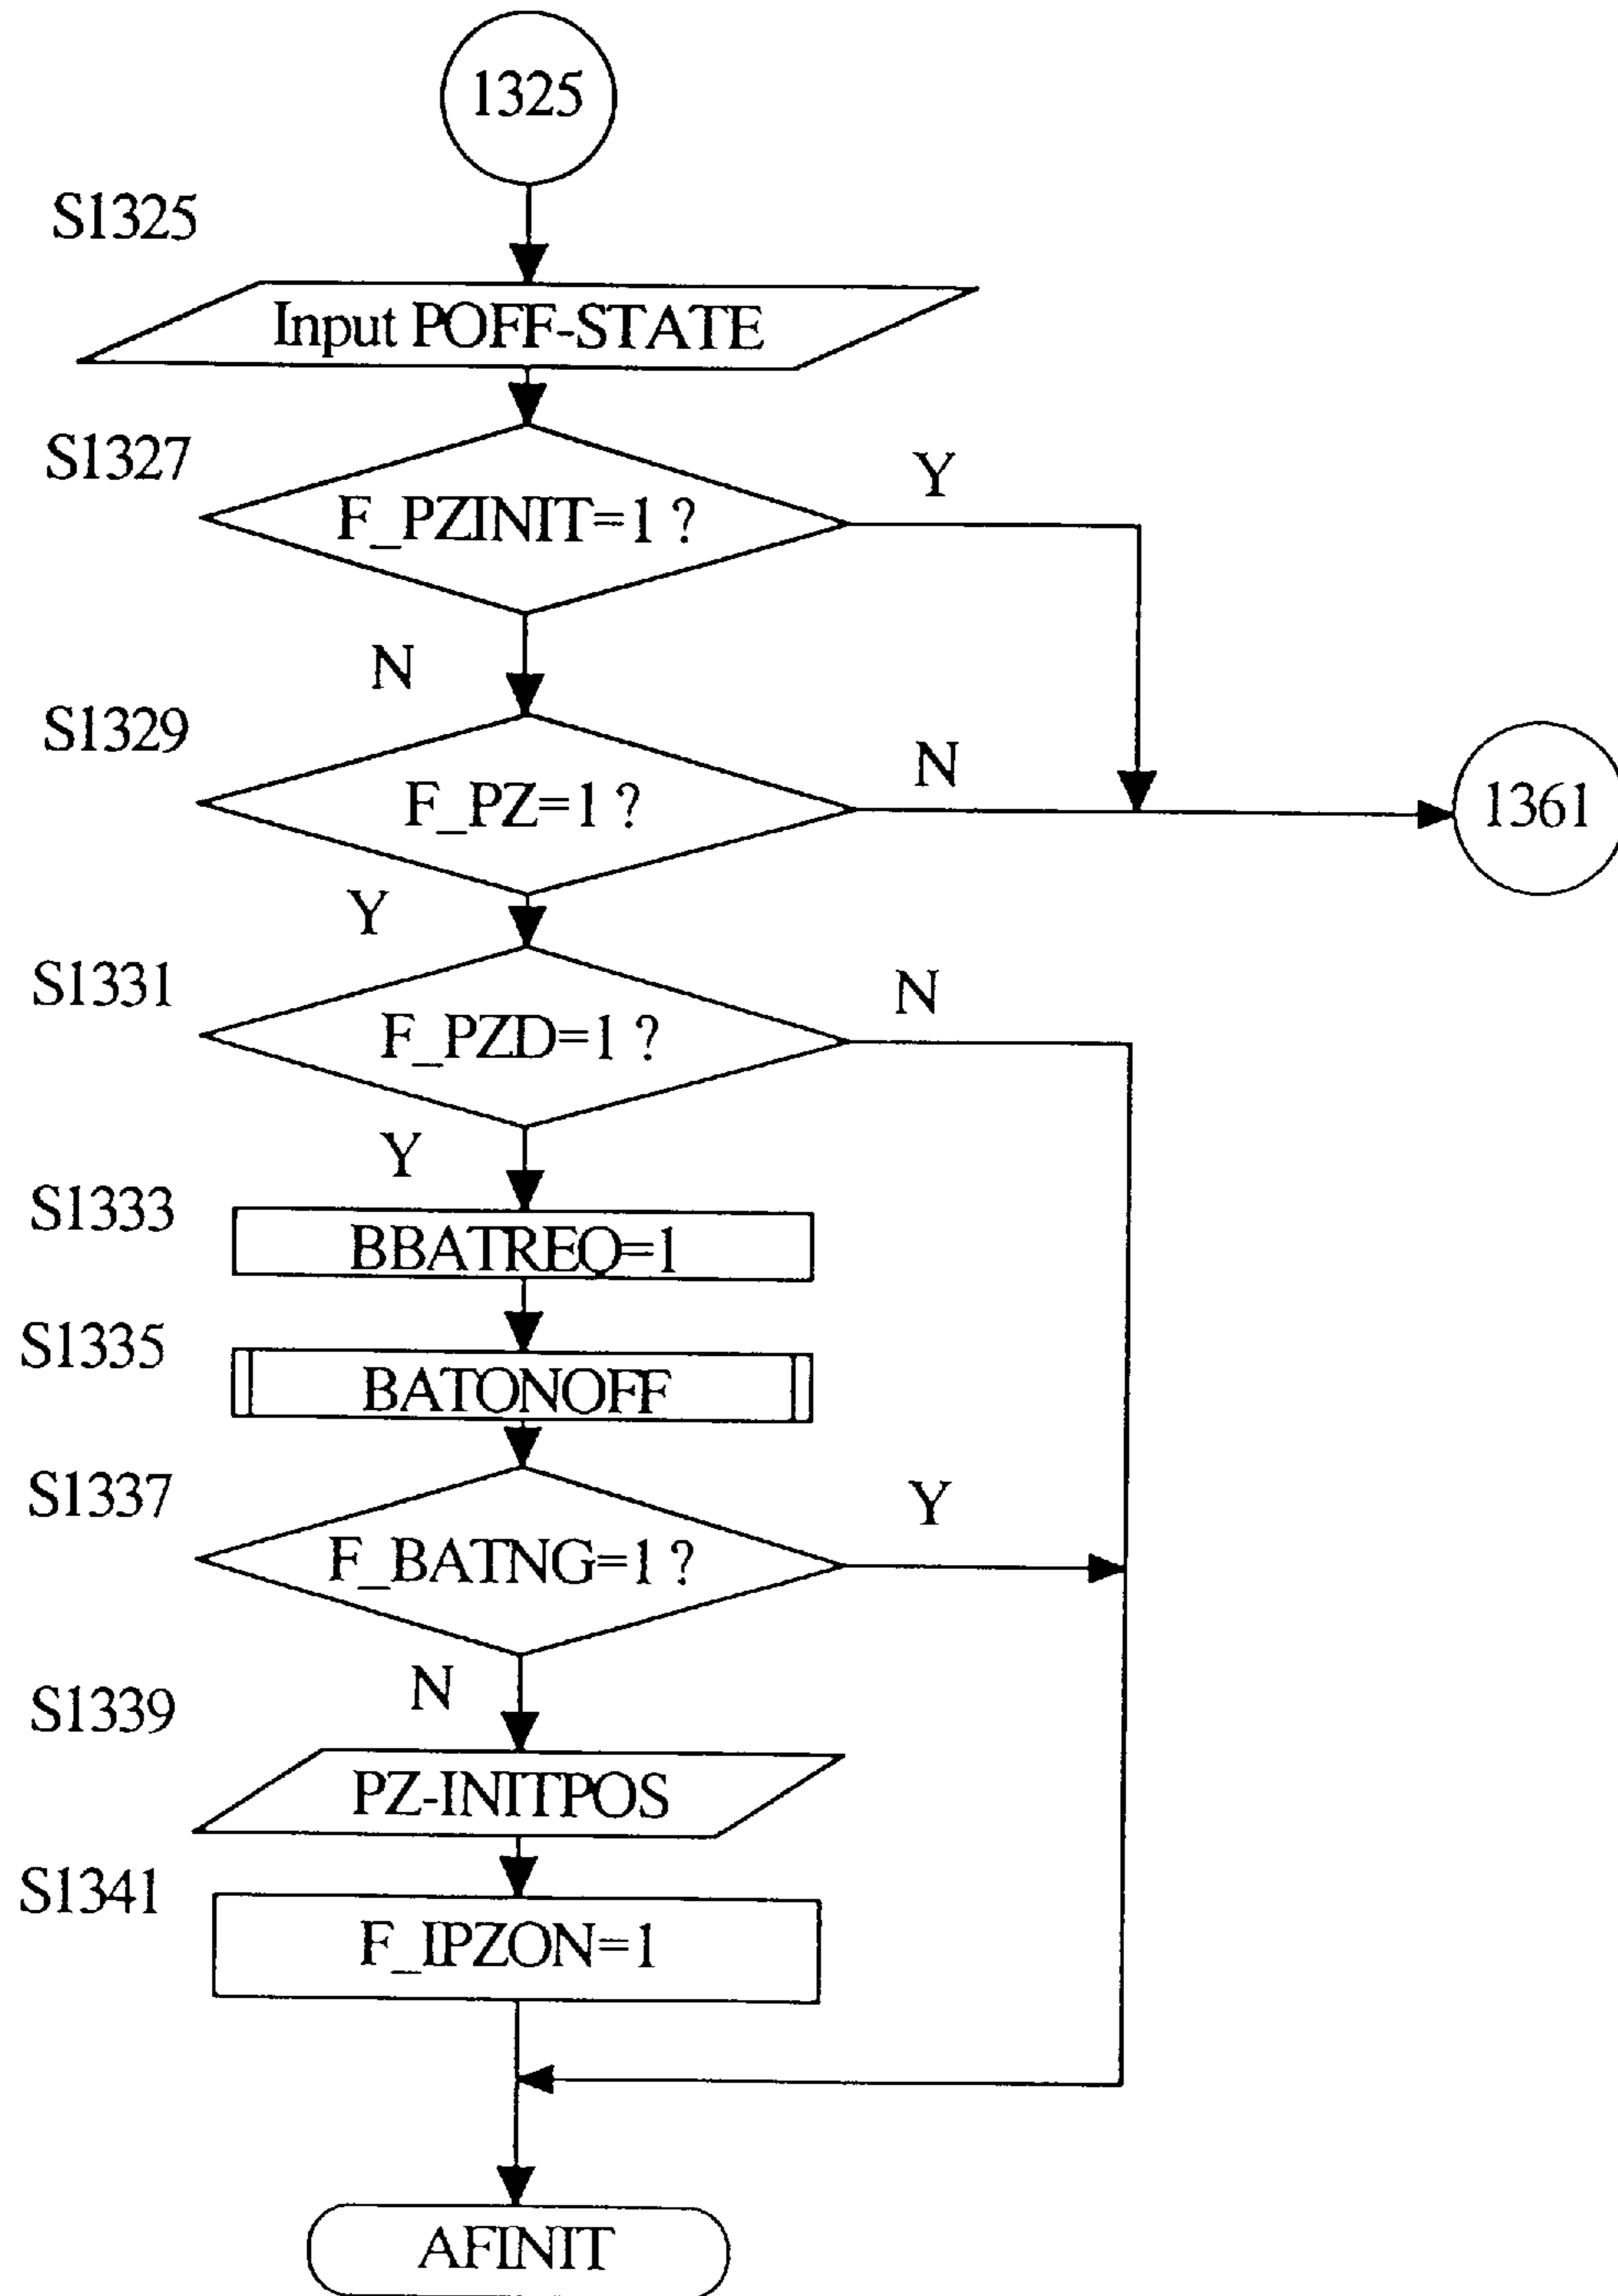 1325
S1325
Input POFF-STATE
S1327
F_PZINIT=1 ?
Y
N
S1329
F_PZ=1 ?
N
1361
Y
S1331
F_PZD=1 ?
N
Y
S1333
BBATREQ=1
S1335
BATONOFF
S1337
F_BATNG=1 ?
Y
N
S1339
PZ-INITPOS
S1341
F_IPZON=1
AFINIT